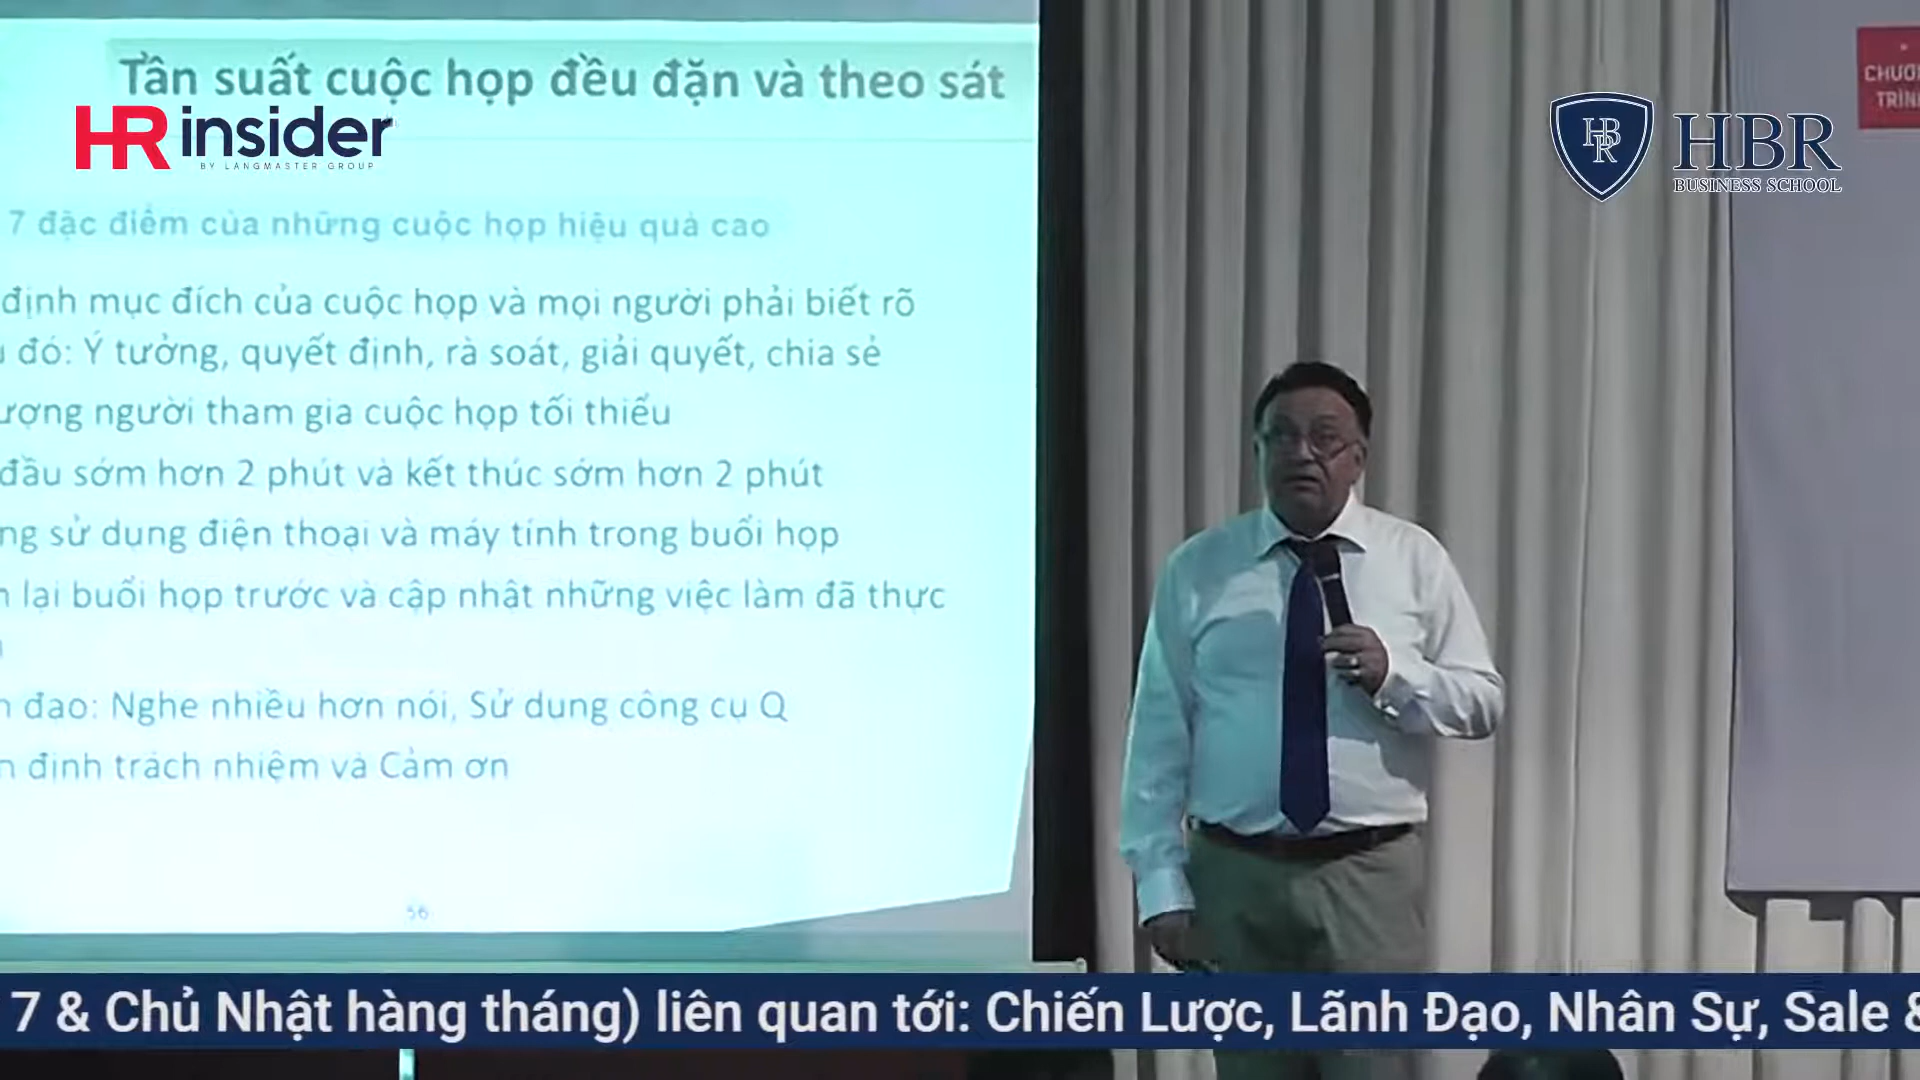 Tần suất cuộc họp đều đặn và theo sát
HR insider
BY LANGMASTER GROUP
HBR
BUSINESS SCHOOL
CHƯƠN
TRÌN
7 đặc điểm của những cuộc họp hiệu quả cao
định mục đích của cuộc họp và mọi người phải biết rõ
đó: Ý tưởng, quyết định, rà soát, giải quyết, chia sẻ
ượng người tham gia cuộc họp tối thiểu
đầu sớm hơn 2 phút và kết thúc sớm hơn 2 phút
ng sử dụng điện thoại và máy tính trong buổi họp
lại buổi họp trước và cập nhật những việc làm đã thực
đạo: Nghe nhiều hơn nói, Sử dụng công cụ Q
định trách nhiệm và Cảm ơn
56
7 & Chủ Nhật hàng tháng) liên quan tới: Chiến Lược, Lãnh Đạo, Nhân Sự, Sale &